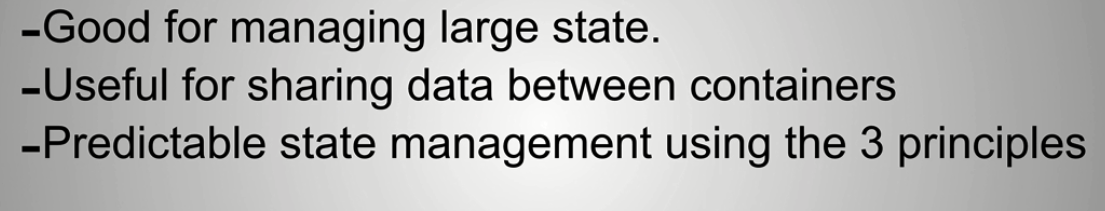 -Good for managing large state.
-Useful for sharing data between containers
-Predictable state management using the 3 principles